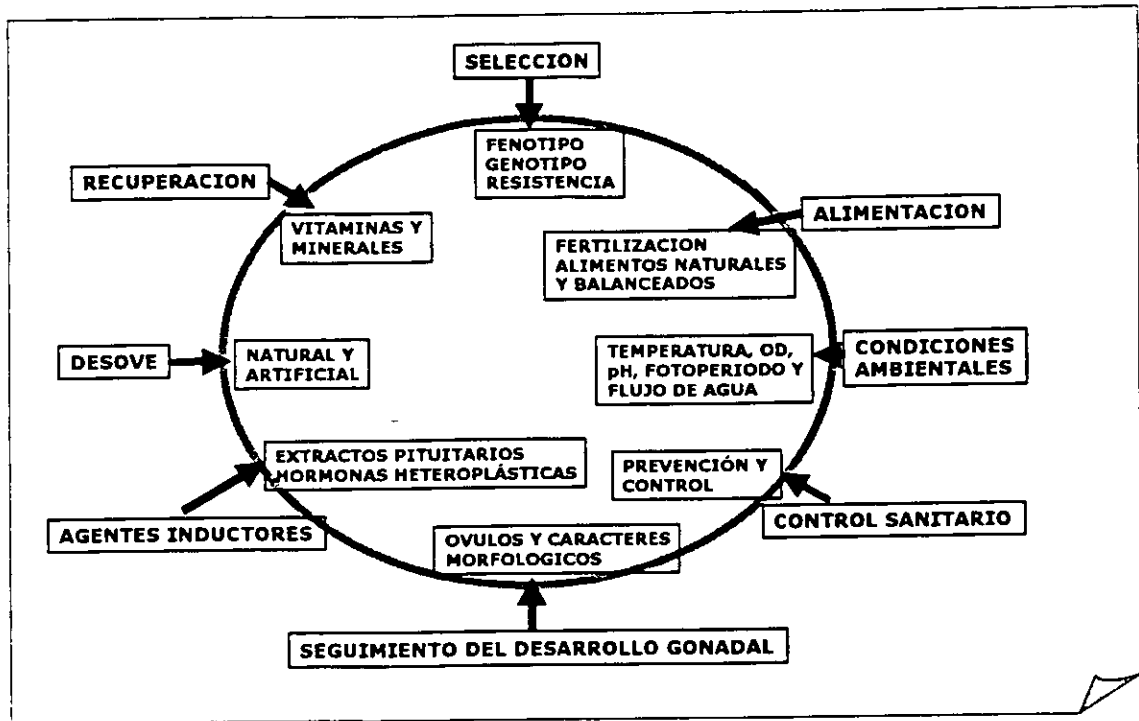 SELECCION
FENOTIPO
GENOTIPO
RESISTENCIA
ALIMENTACION
FERTILIZACION
ALIMENTOS NATURALES
Y BALANCEADOS
CONDICIONES
AMBIENTALES
TEMPERATURA, OD,
pH, FOTOPERIODO Y
FLUJO DE AGUA
CONTROL SANITARIO
PREVENCIÓN Y
CONTROL
SEGUIMIENTO DEL DESARROLLO GONADAL
OVULOS Y CARACTERES
MORFOLOGICOS
AGENTES INDUCTORES
EXTRACTOS PITUITARIOS
HORMONAS HETEROPLÁSTICAS
DESOVE
NATURAL Y
ARTIFICIAL
RECUPERACION
VITAMINAS Y
MINERALES